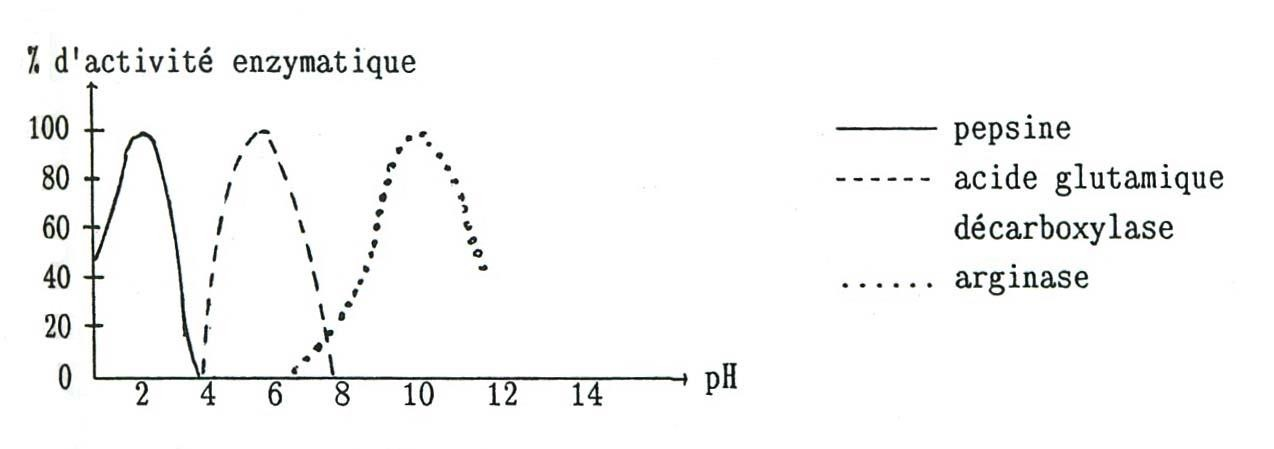 % d'activité enzymatique
100
80
60
40
20
0
2 4 6 8 10 12 14 pH
pepsine
acide glutamique
décarboxylase
arginase